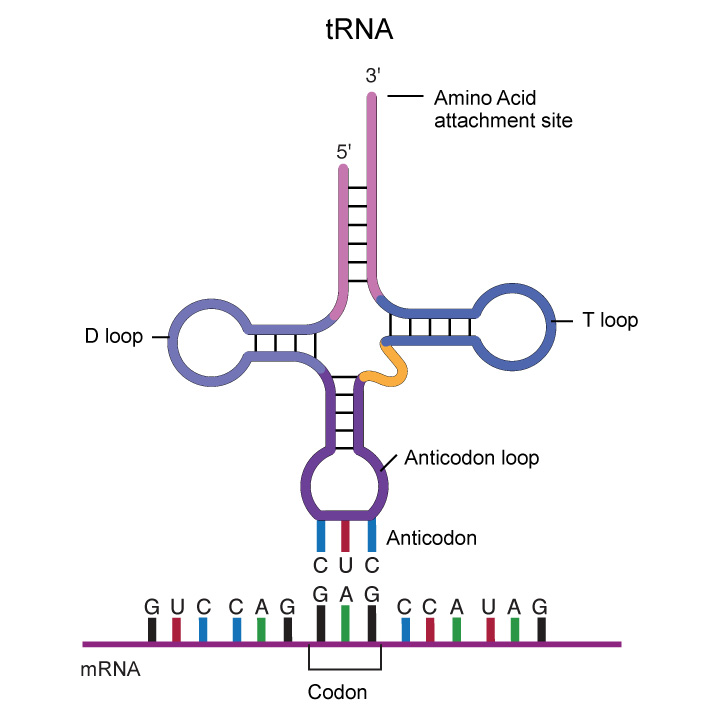 tRNA
3'
Amino Acid
attachment site
5'
D loop
T loop
Anticodon loop
Anticodon
C U C
G U C C A G G A G C C A U A G
mRNA
Codon